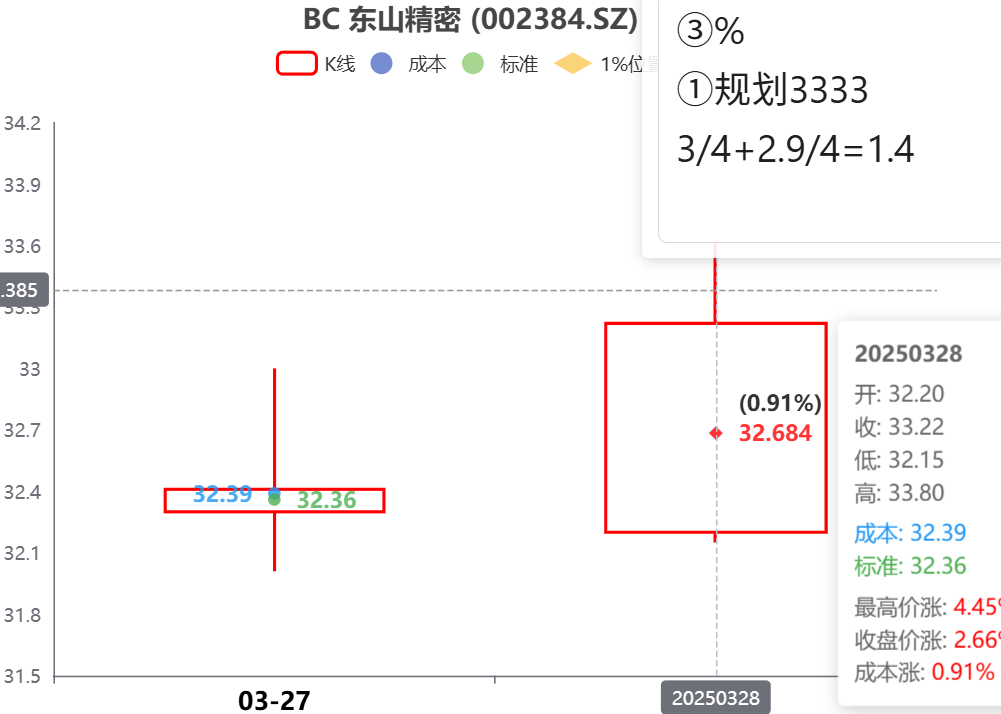 BC 东山精密 (002384.SZ)
K线 成本 标准 1%位置
③%
①规划3333
3/4+2.9/4=1.4
34.2
33.9
33.6
.385
33.3
33
32.7
32.4
32.1
31.8
31.5
32.39
32.36
(0.91%)
32.684
03-27
20250328
20250328
开: 32.20
收: 33.22
低: 32.15
高: 33.80
成本: 32.39
标准: 32.36
最高价涨: 4.45%
收盘价涨: 2.66%
成本涨: 0.91%